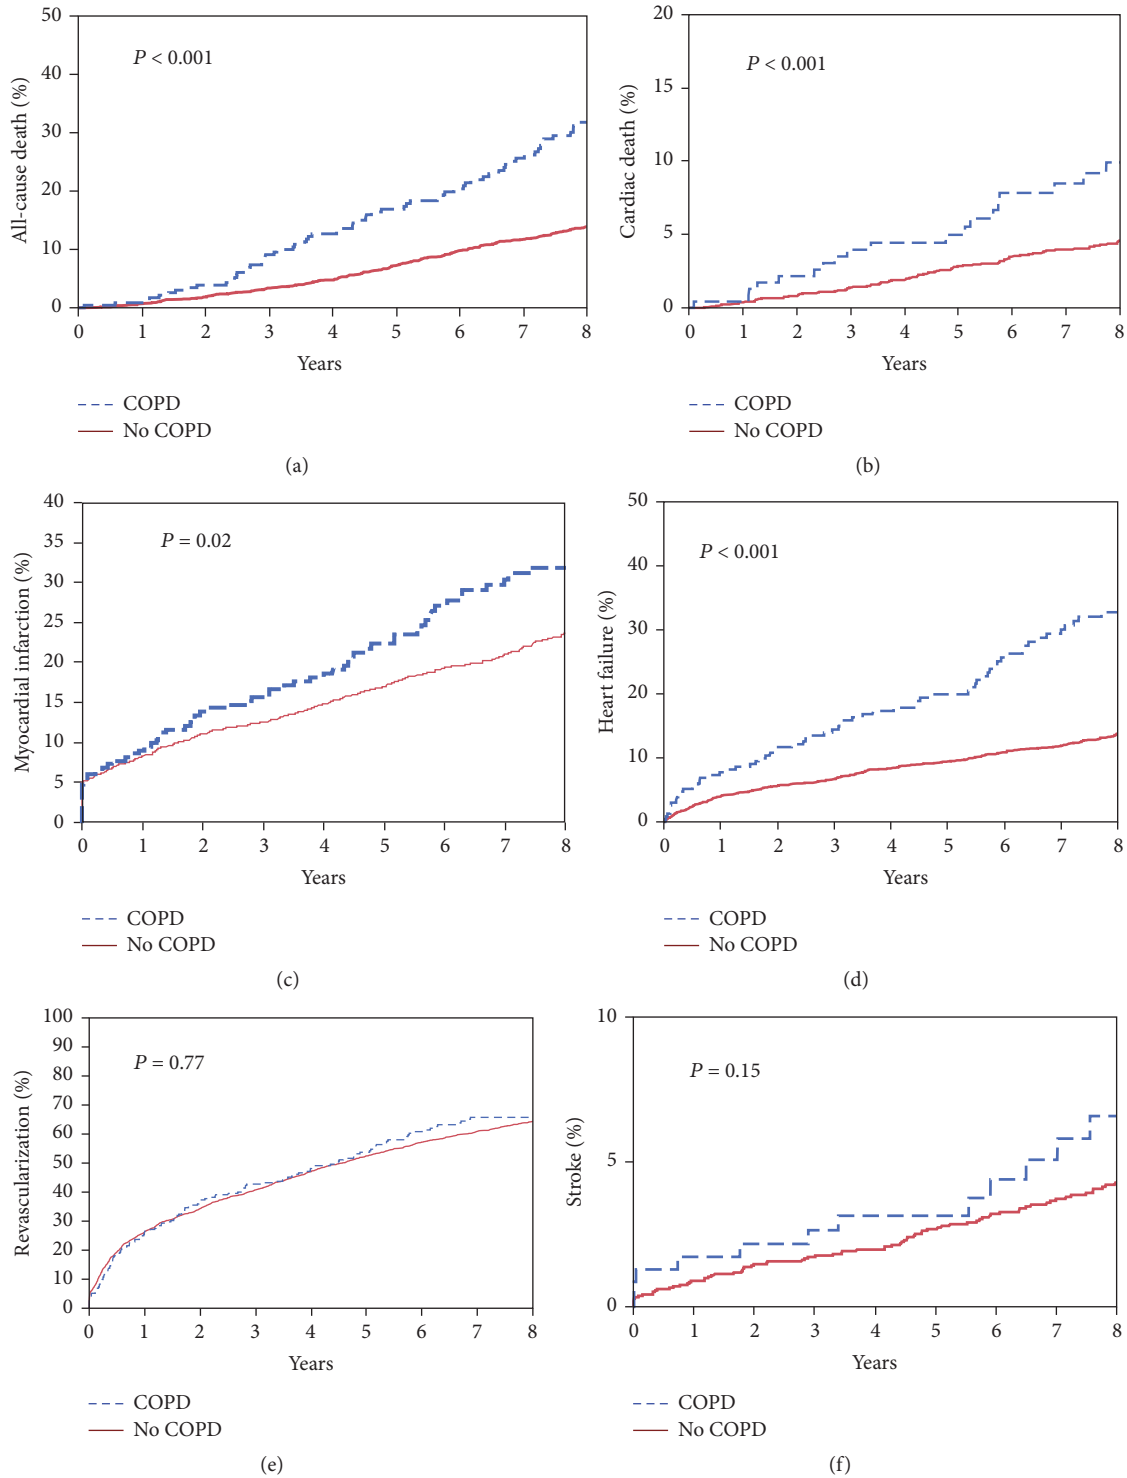 50
40
30
20
10
0
All-cause death (%)
P < 0.001
0 1 2 3 4 5 6 7 8
Years
COPD
No COPD
(a)
20
15
10
5
0
Cardiac death (%)
P < 0.001
0 1 2 3 4 5 6 7 8
Years
COPD
No COPD
(b)
40
35
30
25
20
15
10
5
0
Myocardial infarction (%)
P = 0.02
0 1 2 3 4 5 6 7 8
Years
COPD
No COPD
(c)
50
40
30
20
10
0
Heart failure (%)
P < 0.001
0 1 2 3 4 5 6 7 8
Years
COPD
No COPD
(d)
100
90
80
70
60
50
40
30
20
10
0
Revascularization (%)
P = 0.77
0 1 2 3 4 5 6 7 8
Years
COPD
No COPD
(e)
10
5
0
Stroke (%)
P = 0.15
0 1 2 3 4 5 6 7 8
Years
COPD
No COPD
(f)